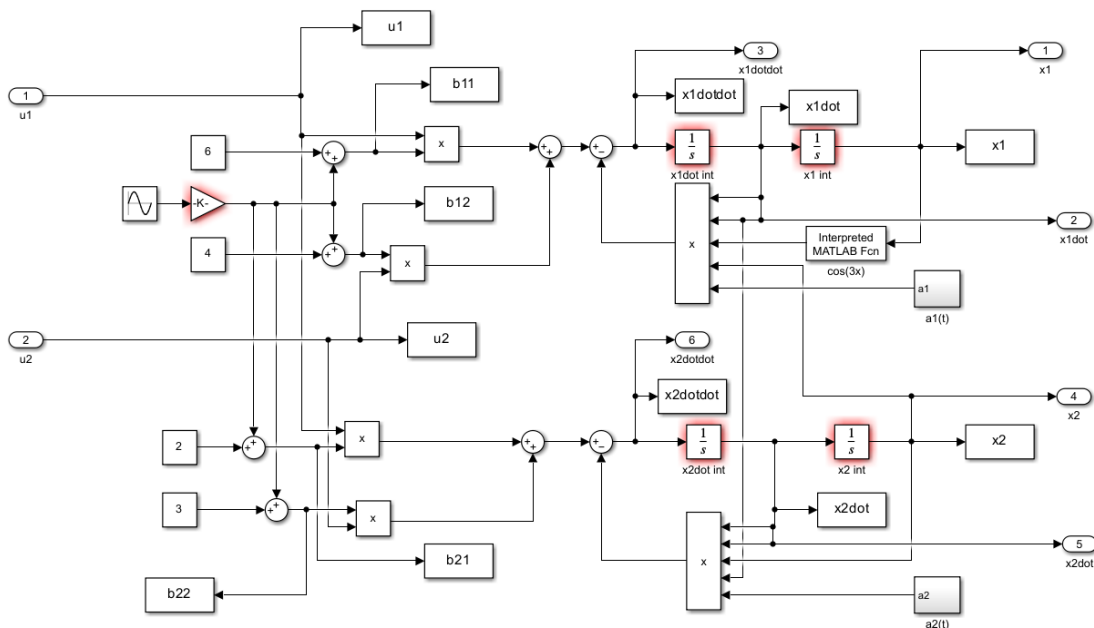 u1
3
x1dotdot
1
x1
1
u1
b11
x1dotdot
x1dot
6
++
x
++
+-
1
s
x1dot int
1
s
x1 int
x1
-K-
b12
2
x1dot
4
++
x
x
Interpreted
MATLAB Fcn
cos(3x)
a1
a1(t)
2
u2
u2
6
x2dotdot
x2dotdot
4
x2
2
++
x
++
+-
1
s
x2dot int
1
s
x2 int
x2
3
++
x
x2dot
5
x2dot
x
b21
b22
a2
a2(t)